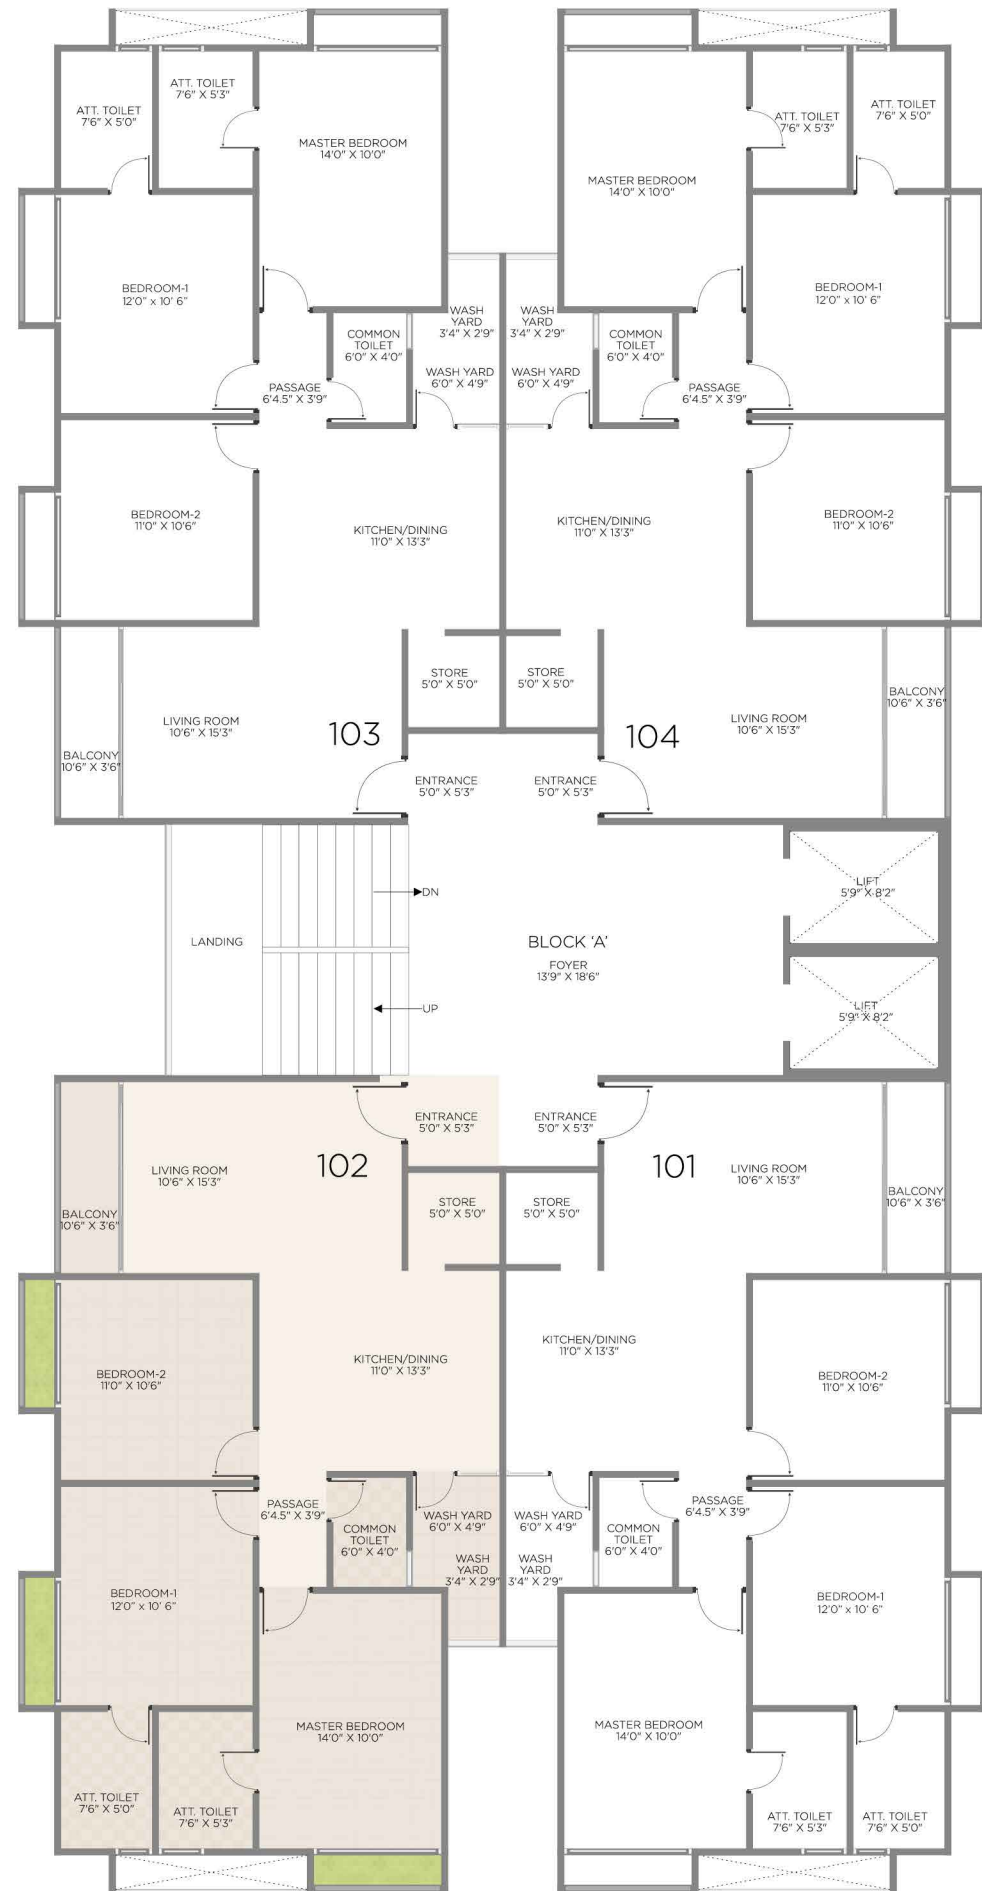 ATT. TOILET
7'6" X 5'0"
ATT. TOILET
7'6" X 5'3"
MASTER BEDROOM
14'0" X 10'0"
BEDROOM-1
12'0" x 10' 6"
WASH
YARD
3'4" X 2'9"
COMMON
TOILET
6'0" X 4'0"
WASH YARD
6'0" X 4'9"
PASSAGE
6'4.5" X 3'9"
BEDROOM-2
11'0" X 10'6"
KITCHEN/DINING
11'0" X 13'3"
STORE
5'0" X 5'0"
LIVING ROOM
10'6" X 15'3"
103
BALCONY
10'6" X 3'6"
ENTRANCE
5'0" X 5'3"
ATT. TOILET
7'6" X 5'3"
ATT. TOILET
7'6" X 5'0"
MASTER BEDROOM
14'0" X 10'0"
BEDROOM-1
12'0" x 10' 6"
WASH
YARD
3'4" X 2'9"
WASH YARD
6'0" X 4'9"
COMMON
TOILET
6'0" X 4'0"
PASSAGE
6'4.5" X 3'9"
KITCHEN/DINING
11'0" X 13'3"
BEDROOM-2
11'0" X 10'6"
STORE
5'0" X 5'0"
104
LIVING ROOM
10'6" X 15'3"
BALCONY
10'6" X 3'6"
ENTRANCE
5'0" X 5'3"
LANDING
DN
UP
BLOCK 'A'
FOYER
13'9" X 18'6"
LIFT
5'9" X 8'2"
LIFT
5'9" X 8'2"
ENTRANCE
5'0" X 5'3"
LIVING ROOM
10'6" X 15'3"
102
BALCONY
10'6" X 3'6"
STORE
5'0" X 5'0"
BEDROOM-2
11'0" X 10'6"
KITCHEN/DINING
11'0" X 13'3"
PASSAGE
6'4.5" X 3'9"
COMMON
TOILET
6'0" X 4'0"
WASH YARD
6'0" X 4'9"
WASH
YARD
3'4" X 2'9"
BEDROOM-1
12'0" x 10' 6"
MASTER BEDROOM
14'0" X 10'0"
ATT. TOILET
7'6" X 5'0"
ATT. TOILET
7'6" X 5'3"
ENTRANCE
5'0" X 5'3"
101
LIVING ROOM
10'6" X 15'3"
BALCONY
10'6" X 3'6"
STORE
5'0" X 5'0"
KITCHEN/DINING
11'0" X 13'3"
BEDROOM-2
11'0" X 10'6"
WASH YARD
6'0" X 4'9"
COMMON
TOILET
6'0" X 4'0"
PASSAGE
6'4.5" X 3'9"
WASH
YARD
3'4" X 2'9"
BEDROOM-1
12'0" x 10' 6"
MASTER BEDROOM
14'0" X 10'0"
ATT. TOILET
7'6" X 5'3"
ATT. TOILET
7'6" X 5'0"